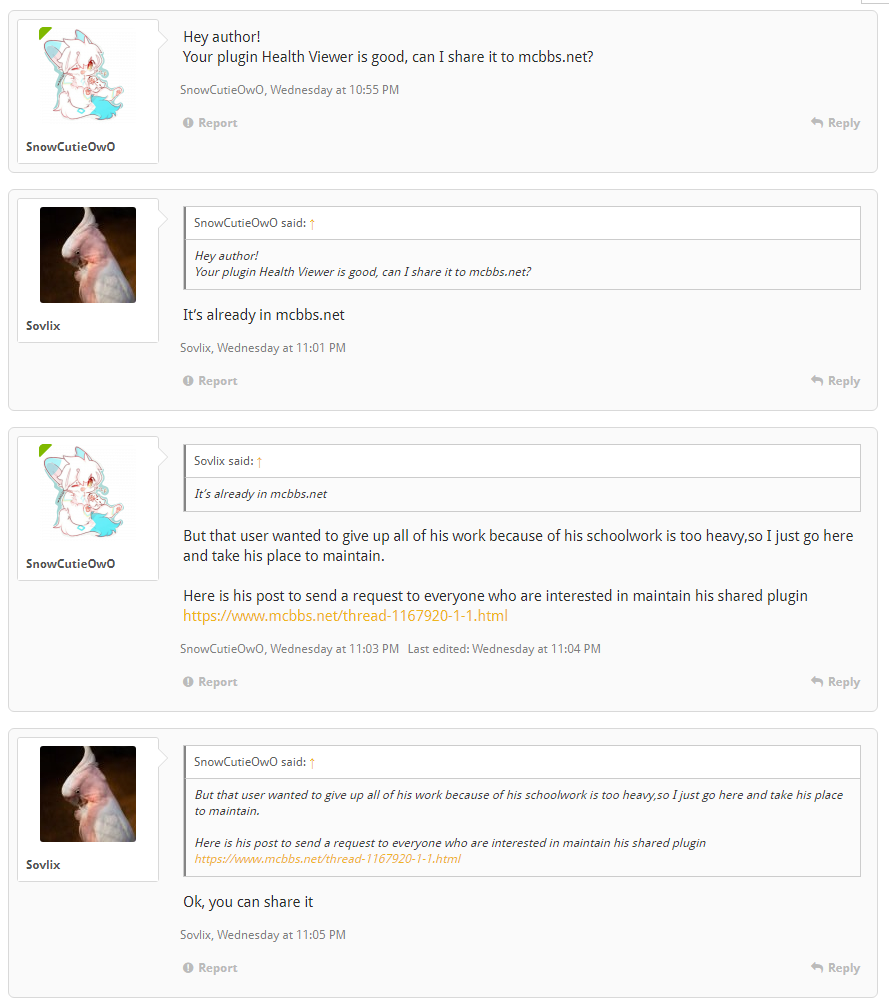 Hey author!
Your plugin Health Viewer is good, can I share it to mcbbs.net?
SnowCutieOwO, Wednesday at 10:55 PM
Report
Reply
SnowCutieOwO
SnowCutieOwO said: ↑
Hey author!
Your plugin Health Viewer is good, can I share it to mcbbs.net?
It's already in mcbbs.net
Sovlix
Sovlix, Wednesday at 11:01 PM
Report
Reply
Sovlix said: ↑
It's already in mcbbs.net
But that user wanted to give up all of his work because of his schoolwork is too heavy,so I just go here
and take his place to maintain.
SnowCutieOwO
Here is his post to send a request to everyone who are interested in maintain his shared plugin
https://www.mcbbs.net/thread-1167920-1-1.html
SnowCutieOwO, Wednesday at 11:03 PM Last edited: Wednesday at 11:04 PM
Report
Reply
SnowCutieOwO said: ↑
But that user wanted to give up all of his work because of his schoolwork is too heavy,so I just go here and take his place
to maintain.
Here is his post to send a request to everyone who are interested in maintain his shared plugin
https://www.mcbbs.net/thread-1167920-1-1.html
Sovlix
Ok, you can share it
Sovlix, Wednesday at 11:05 PM
Report
Reply